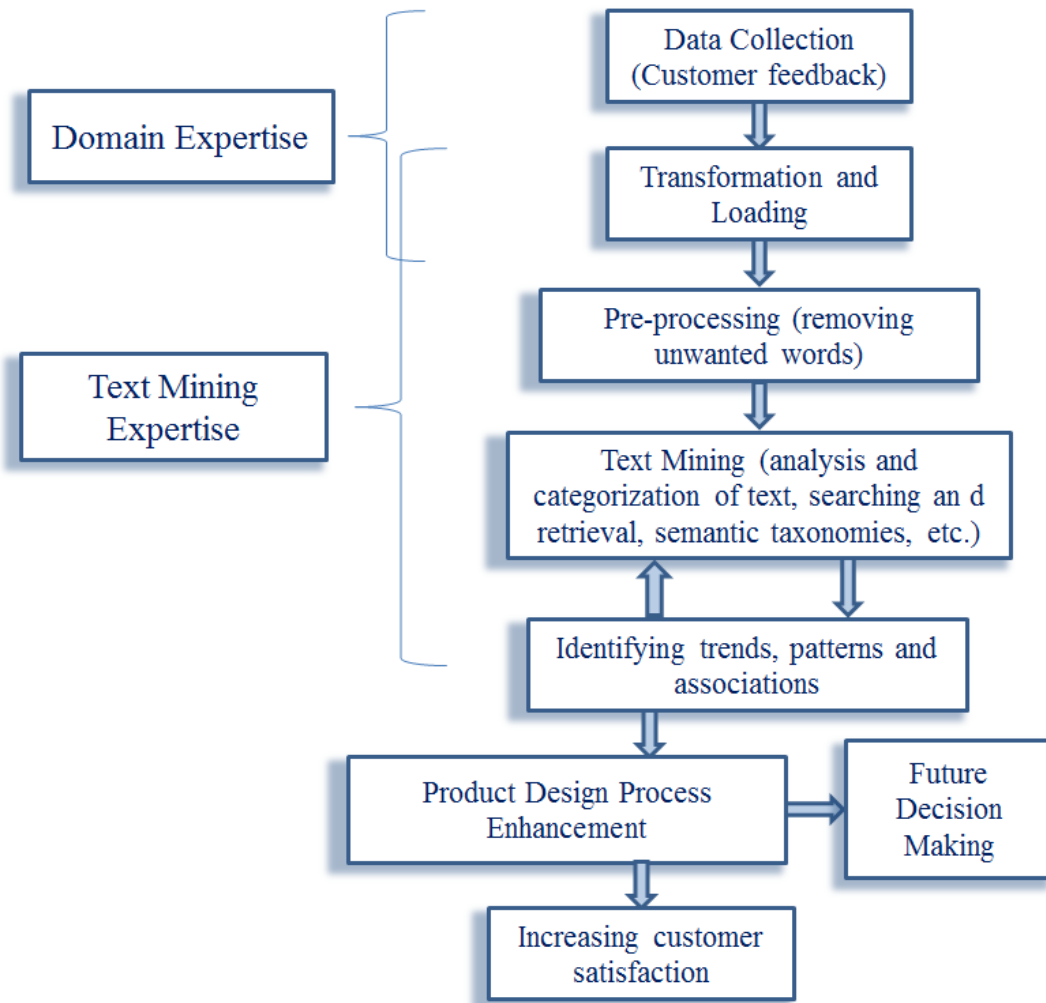 Data Collection
(Customer feedback)
Domain Expertise
Transformation and
Loading
Pre-processing (removing
unwanted words)
Text Mining
Expertise
Text Mining (analysis and
categorization of text, searching an d
retrieval, semantic taxonomies, etc.)
Identifying trends, patterns and
associations
Product Design Process
Enhancement
Future
Decision
Making
Increasing customer
satisfaction